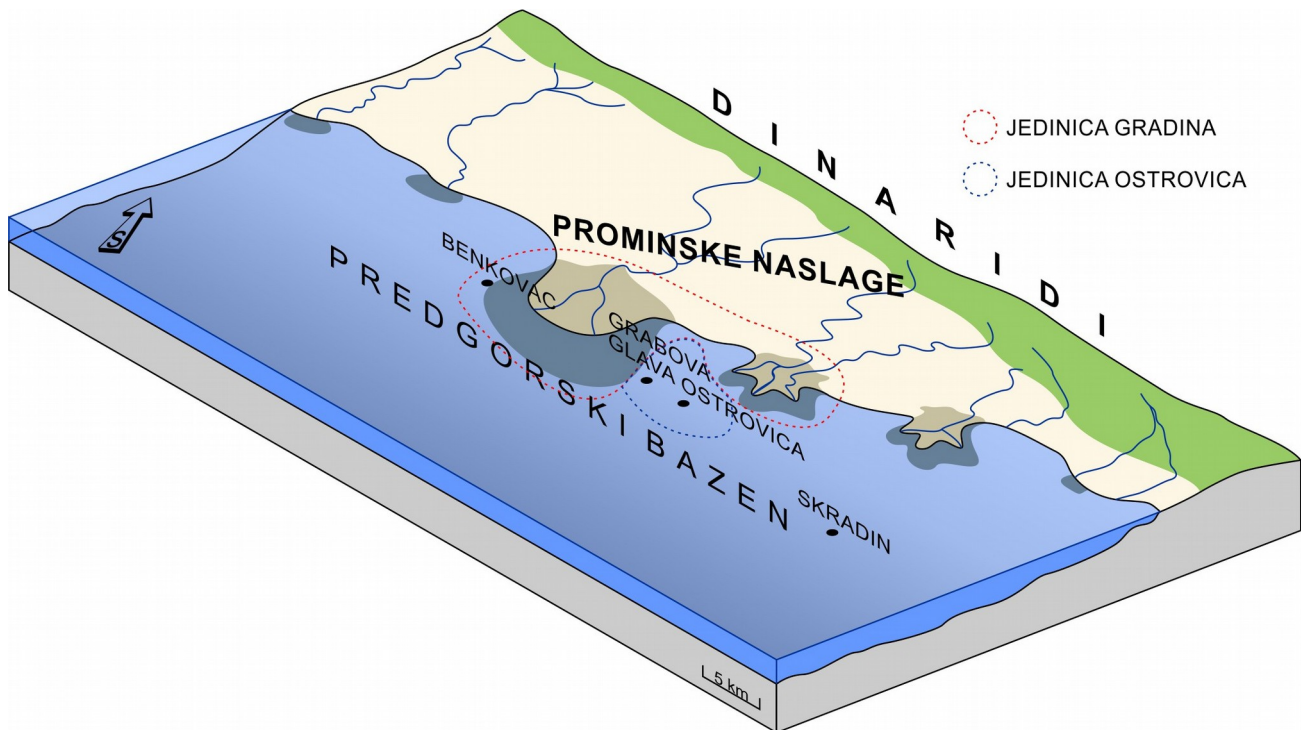 DINARIDI
JEDINICA GRADINA
JEDINICA OSTROVICA
PROMINSKE NASLAGE
S
BENKOVAC
PREDGORSKI BAZEN
GRABOVA
GLAVA
OSTROVICA
SKRADIN
5 km